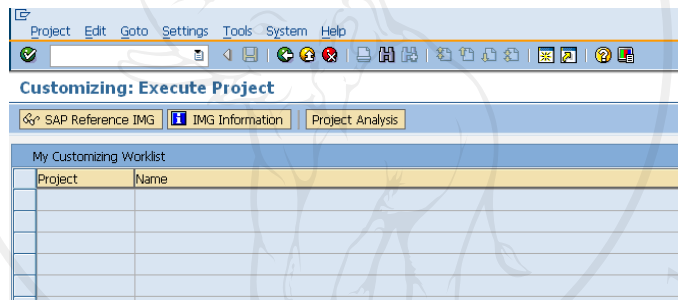 Project Edit Goto Settings Tools System Help
Customizing: Execute Project
SAP Reference IMG IMG Information Project Analysis
My Customizing Worklist
Project Name